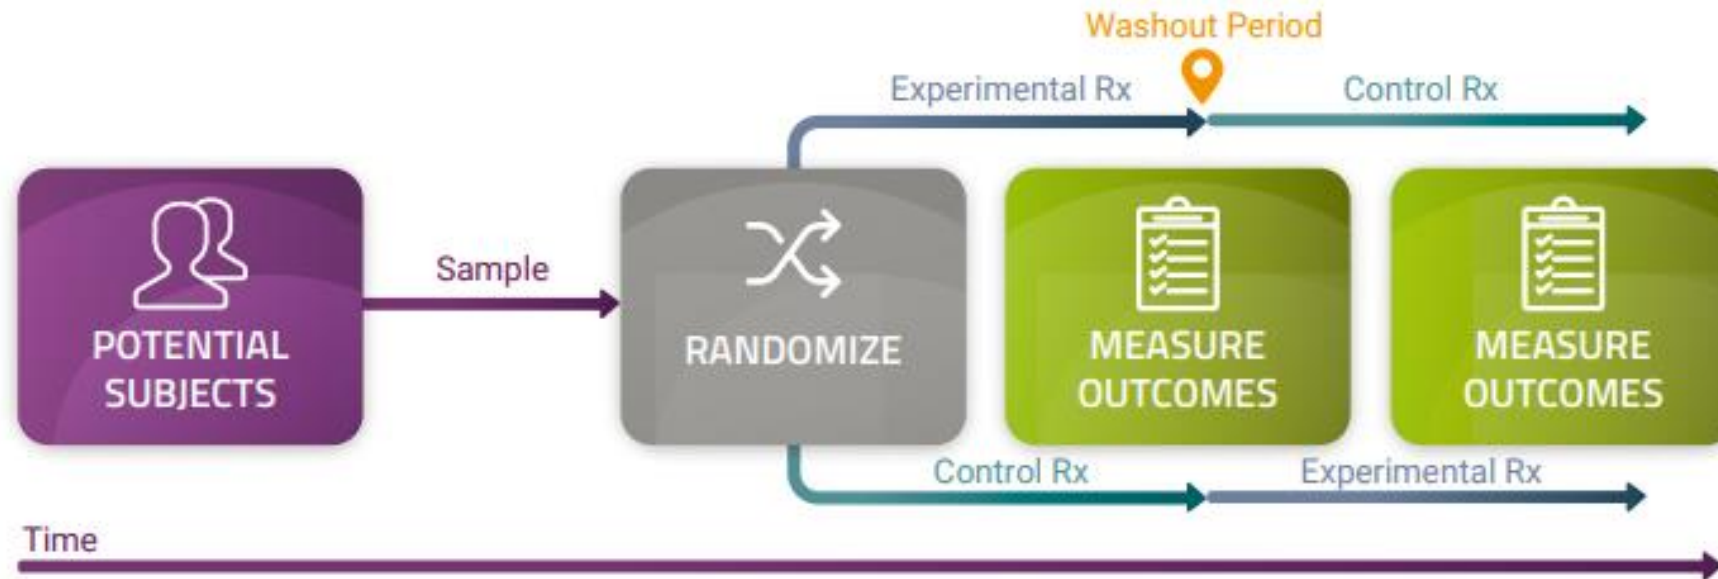 Washout Period
Experimental Rx
Control Rx
POTENTIAL
SUBJECTS
Sample
RANDOMIZE
MEASURE
OUTCOMES
MEASURE
OUTCOMES
Control Rx
Experimental Rx
Time